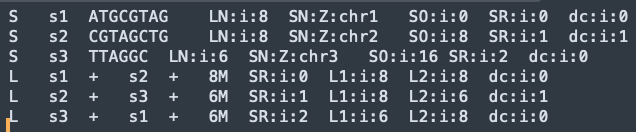 S   s1  ATGCGTAG    LN:i:8  SN:Z:chr1   SO:i:0  SR:i:0  dc:i:0
S   s2  CGTAGCTG    LN:i:8  SN:Z:chr2   SO:i:8  SR:i:1  dc:i:1
S   s3  TTAGGC  LN:i:6  SN:Z:chr3   SO:i:16 SR:i:2  dc:i:0
L   s1  +   s2  +   8M  SR:i:0  L1:i:8  L2:i:8  dc:i:0
L   s2  +   s3  +   6M  SR:i:1  L1:i:8  L2:i:6  dc:i:1
L   s3  +   s1  +   6M  SR:i:2  L1:i:6  L2:i:8  dc:i:0